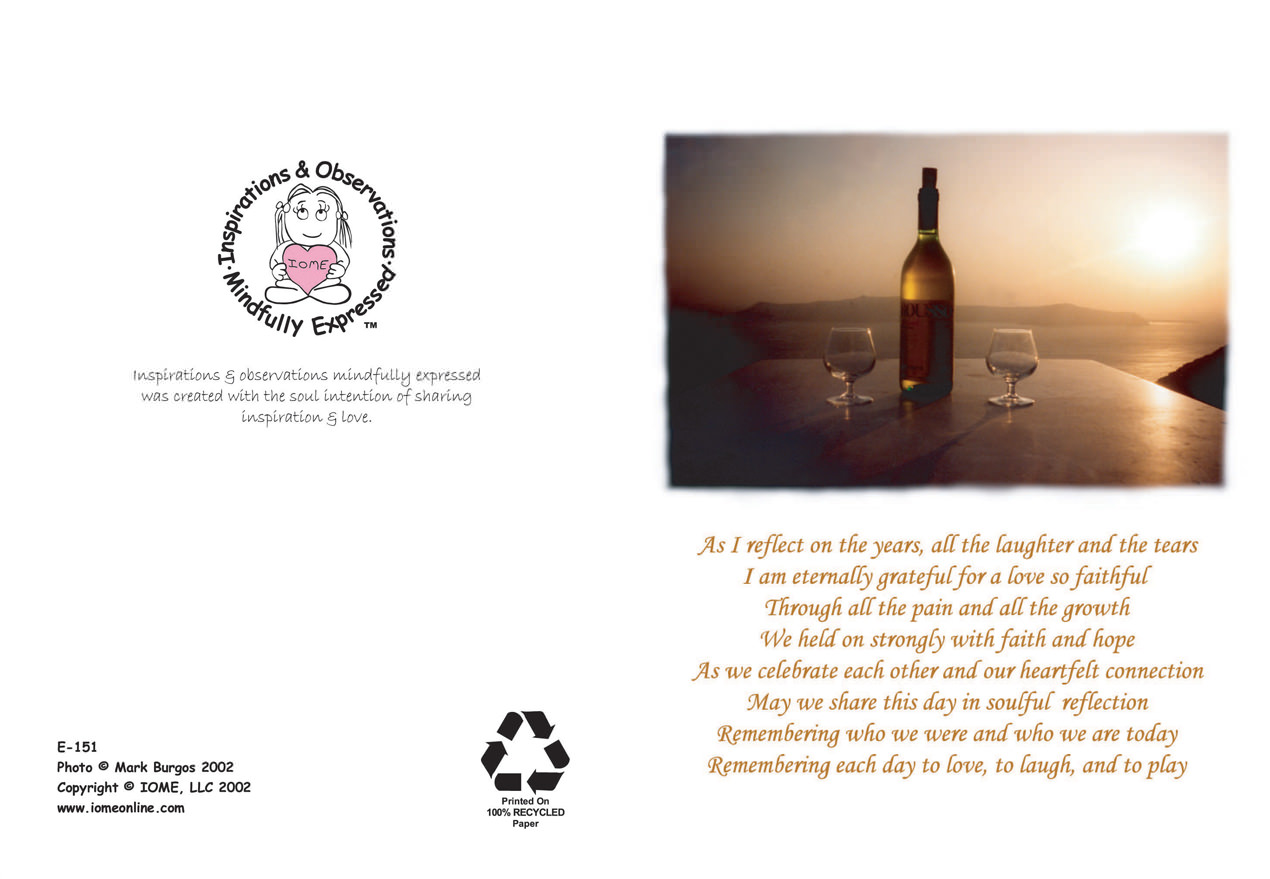 Inspirations & Observations
Mindfully Expressed
TM
IOME
Inspirations & observations mindfully expressed
was created with the soul intention of sharing
inspiration & love.
E-151
Photo © Mark Burgos 2002
Copyright © IOME, LLC 2002
www.iomeonline.com
Printed On
100% RECYCLED
Paper
As I reflect on the years, all the laughter and the tears
I am eternally grateful for a love so faithful
Through all the pain and all the growth
We held on strongly with faith and hope
As we celebrate each other and our heartfelt connection
May we share this day in soulful reflection
Remembering who we were and who we are today
Remembering each day to love, to laugh, and to play